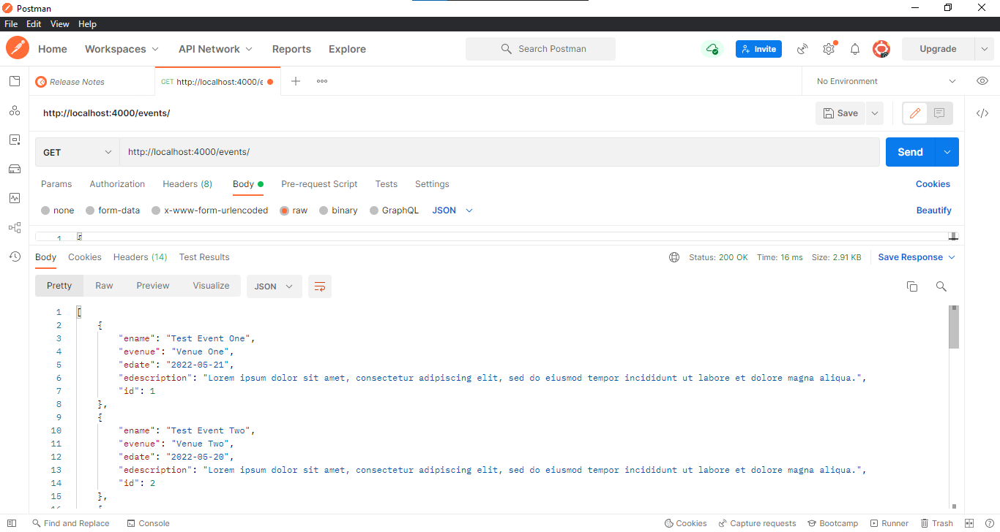 Postman
File Edit View Help
Home Workspaces API Network Reports Explore Search Postman Invite Upgrade
Release Notes GET http://localhost:4000/e No Environment
http://localhost:4000/events/ Save
GET http://localhost:4000/events/ Send
Params Authorization Headers (8) Body Pre-request Script Tests Settings Cookies
none form-data x-www-form-urlencoded raw binary GraphQL JSON Beautify
1 {
Body Cookies Headers (14) Test Results Status: 200 OK Time: 16 ms Size: 2.91 KB Save Response
Pretty Raw Preview Visualize JSON
1 [
2 {
3 "ename": "Test Event One",
4 "evenue": "Venue One",
5 "edate": "2022-05-21",
6 "edescription": "Lorem ipsum dolor sit amet, consectetur adipiscing elit, sed do eiusmod tempor incididunt ut labore et dolore magna aliqua.",
7 "id": 1
8 },
9 {
10 "ename": "Test Event Two",
11 "evenue": "Venue Two",
12 "edate": "2022-05-20",
13 "edescription": "Lorem ipsum dolor sit amet, consectetur adipiscing elit, sed do eiusmod tempor incididunt ut labore et dolore magna aliqua.",
14 "id": 2
15 },
Find and Replace Console Cookies Capture requests Bootcamp Runner Trash